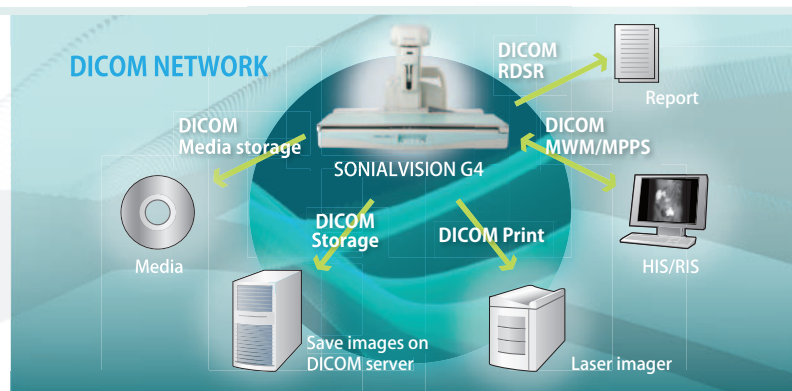 DICOM NETWORK
DICOM
RDSR
Report
DICOM
Media storage
DICOM
MWM/MPPS
SONIALVISION G4
DICOM
Storage
DICOM Print
Media
HIS/RIS
Save images on
DICOM server
Laser imager